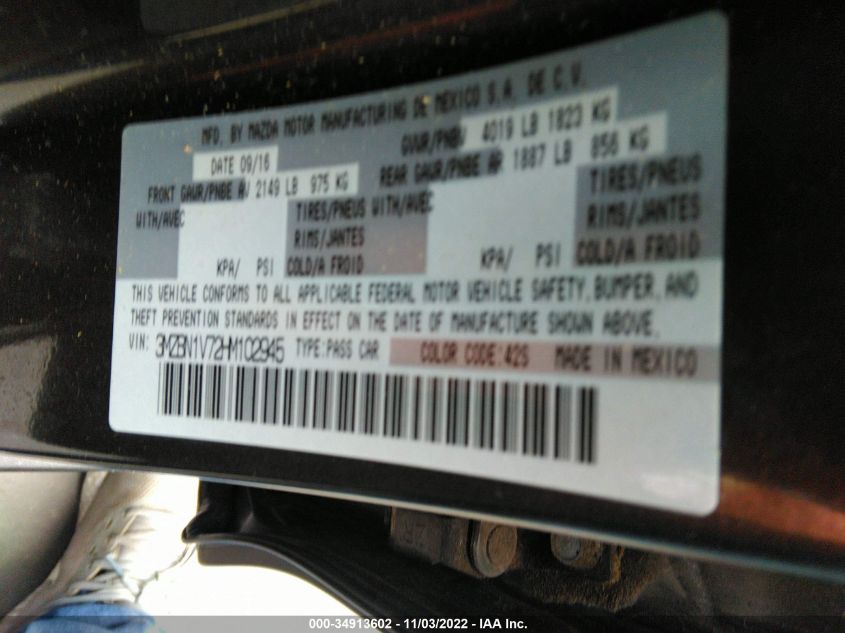 MFD. BY MAZDA MOTOR MANUFACTURING DE MEXICO S.A. DE C.V.
DATE 09/16 GVWR/PNBV 4019 LB 1823 KG
FRONT GAWR/PNBE AV 2149 LB 975 KG REAR GAWR/PNBE AR 1887 LB 856 KG
WITH/AVEC TIRES/PNEUS WITH/AVEC TIRES/PNEUS
RIMS/JANTES RIMS/JANTES
KPA/ PSI COLD/A FROID KPA/ PSI COLD/A FROID
THIS VEHICLE CONFORMS TO ALL APPLICABLE FEDERAL MOTOR VEHICLE SAFETY, BUMPER, AND
THEFT PREVENTION STANDARDS IN EFFECT ON THE DATE OF MANUFACTURE SHOWN ABOVE.
VIN: 3MZBN1V72HM102945 TYPE:PASS CAR COLOR CODE:42S MADE IN MEXICO
000-34913602 - 11/03/2022 - IAA Inc.